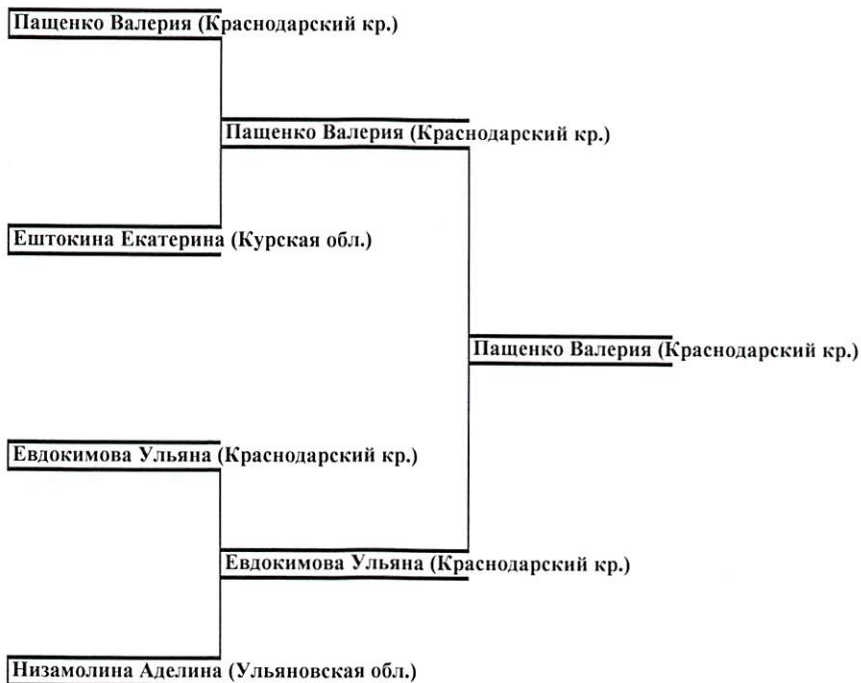 Пащенко Валерия (Краснодарский кр.)
Пащенко Валерия (Краснодарский кр.)
Ештокина Екатерина (Курская обл.)
Пащенко Валерия (Краснодарский кр.)
Евдокимова Ульяна (Краснодарский кр.)
Евдокимова Ульяна (Краснодарский кр.)
Низамолина Аделина (Ульяновская обл.)